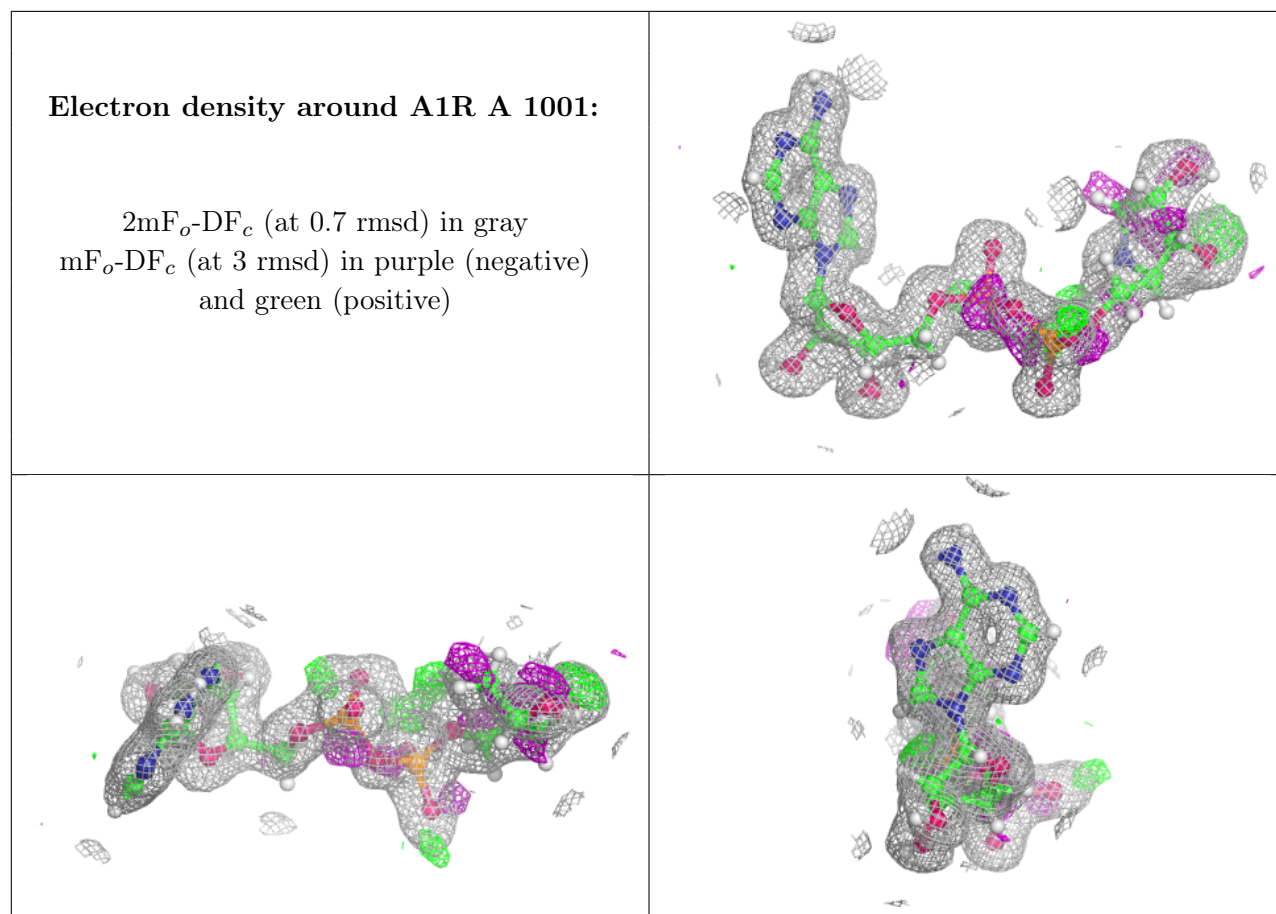 Electron density around A1R A 1001:
2mFo-DFc (at 0.7 rmsd) in gray
mFo-DFc (at 3 rmsd) in purple (negative)
and green (positive)